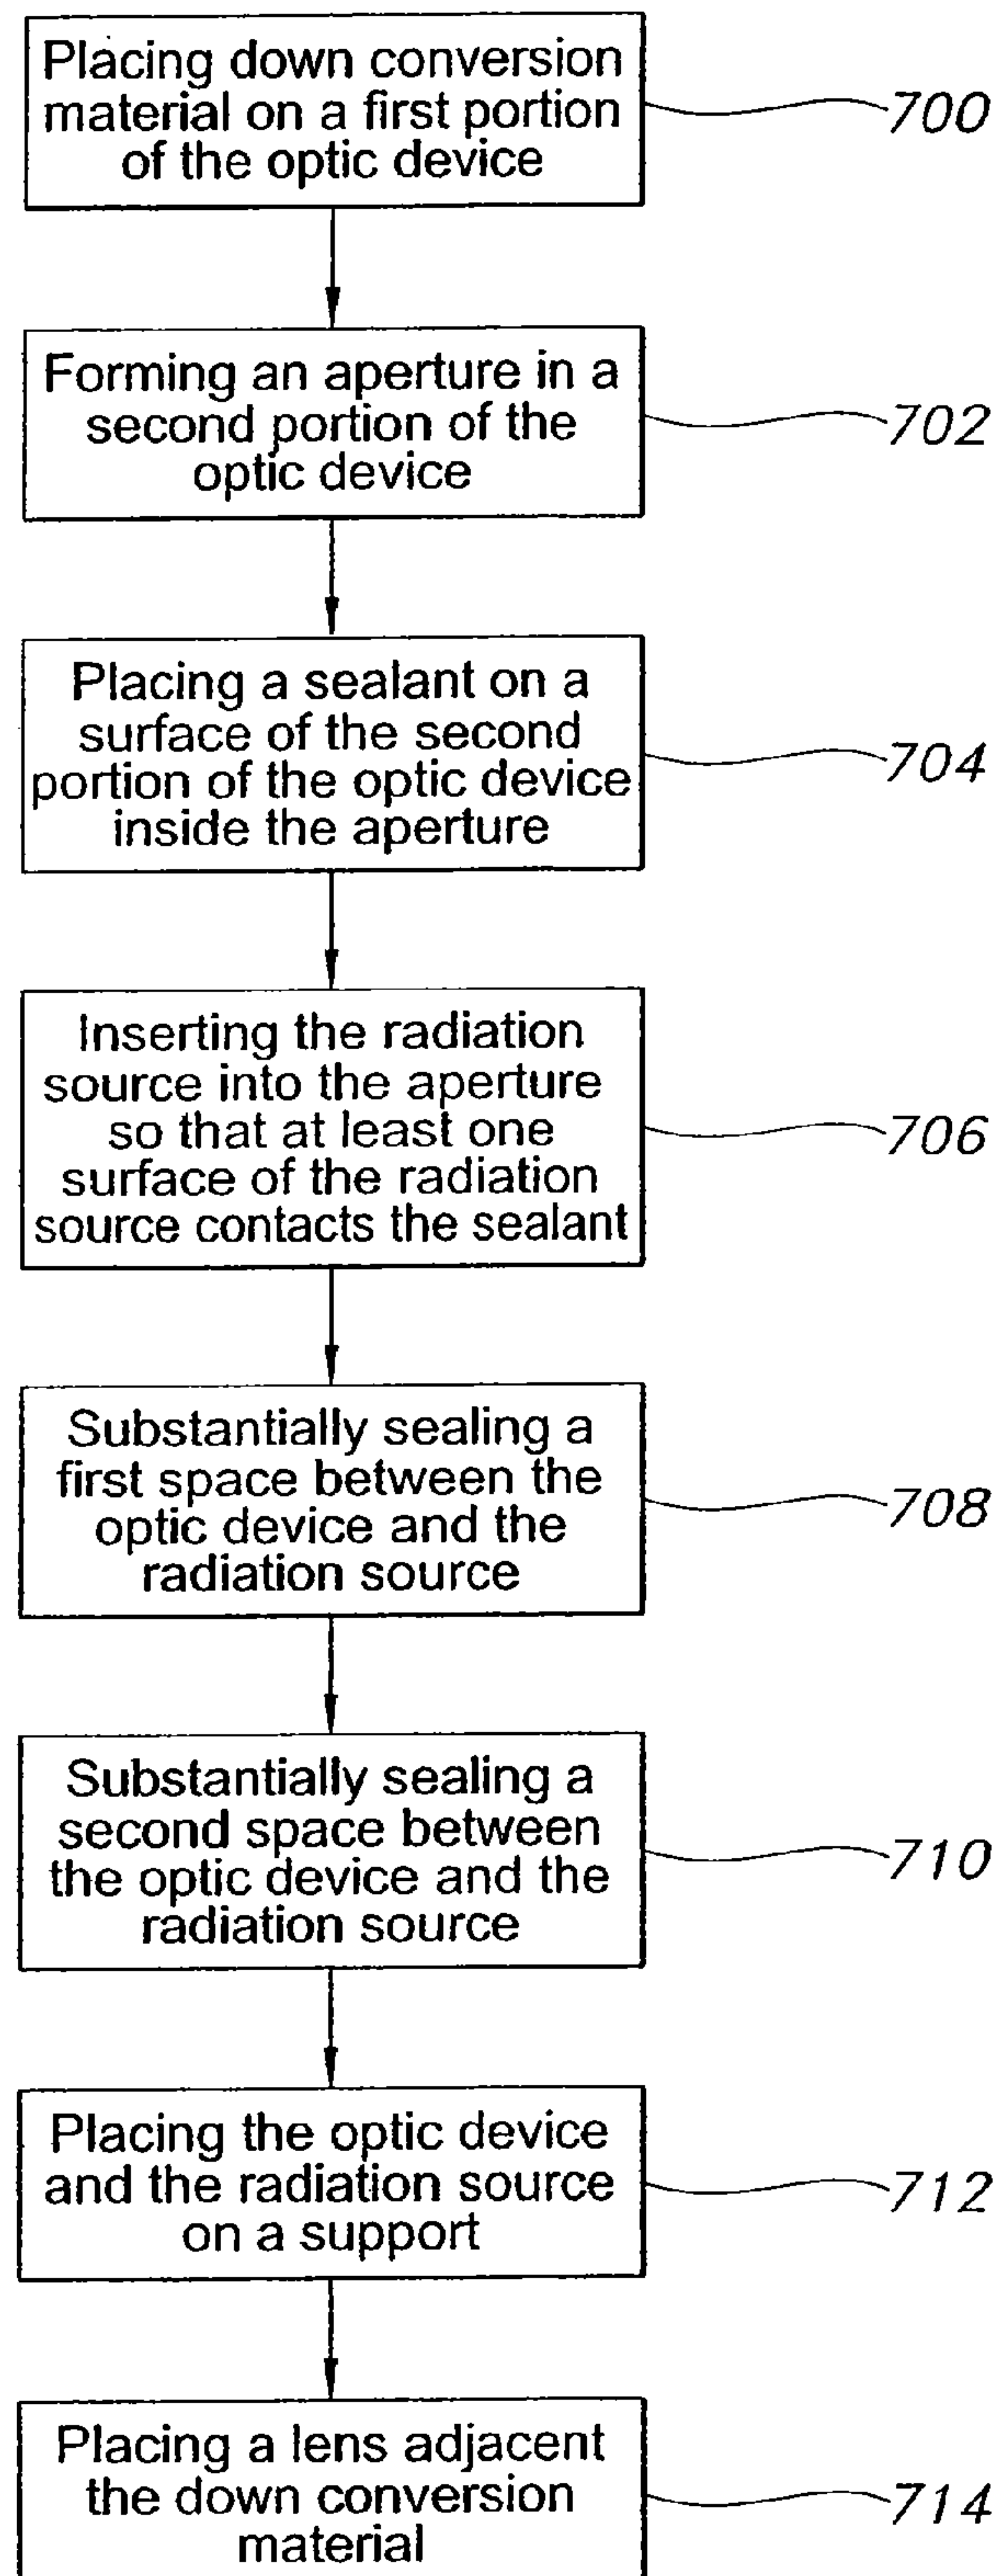 Placing down conversion
material on a first portion
of the optic device
700
Forming an aperture in a
second portion of the
optic device
702
Placing a sealant on a
surface of the second
portion of the optic device
inside the aperture
704
Inserting the radiation
source into the aperture
so that at least one
surface of the radiation
source contacts the sealant
706
Substantially sealing a
first space between the
optic device and the
radiation source
708
Substantially sealing a
second space between
the optic device and the
radiation source
710
Placing the optic device
and the radiation source
on a support
712
Placing a lens adjacent
the down conversion
material
714